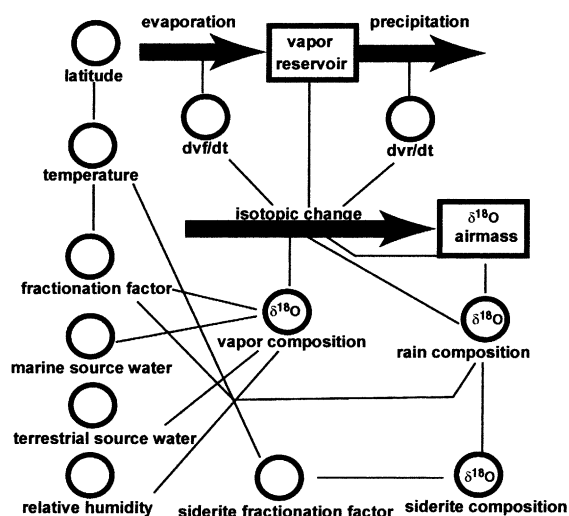 evaporation
precipitation
vapor
reservoir
latitude
dvf/dt
dvr/dt
temperature
isotopic change
δ18O
airmass
fractionation factor
δ18O
vapor composition
δ18O
rain composition
marine source water
terrestrial source water
relative humidity
siderite fractionation factor
δ18O
siderite composition